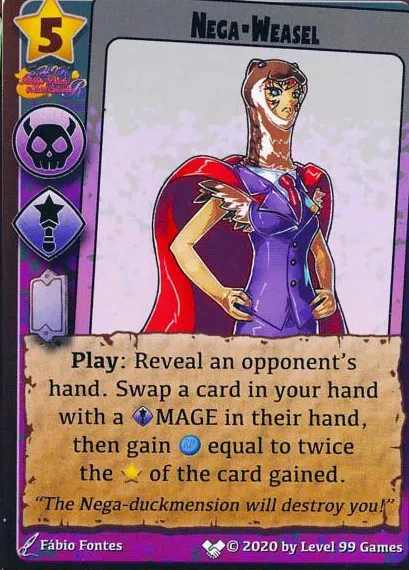 5
NEGA-WEASEL
Play: Reveal an opponent's
hand. Swap a card in your hand
with a MAGE in their hand,
then gain AP equal to twice
the of the card gained.
"The Nega-duckmension will destroy you!"
Fábio Fontes
© 2020 by Level 99 Games